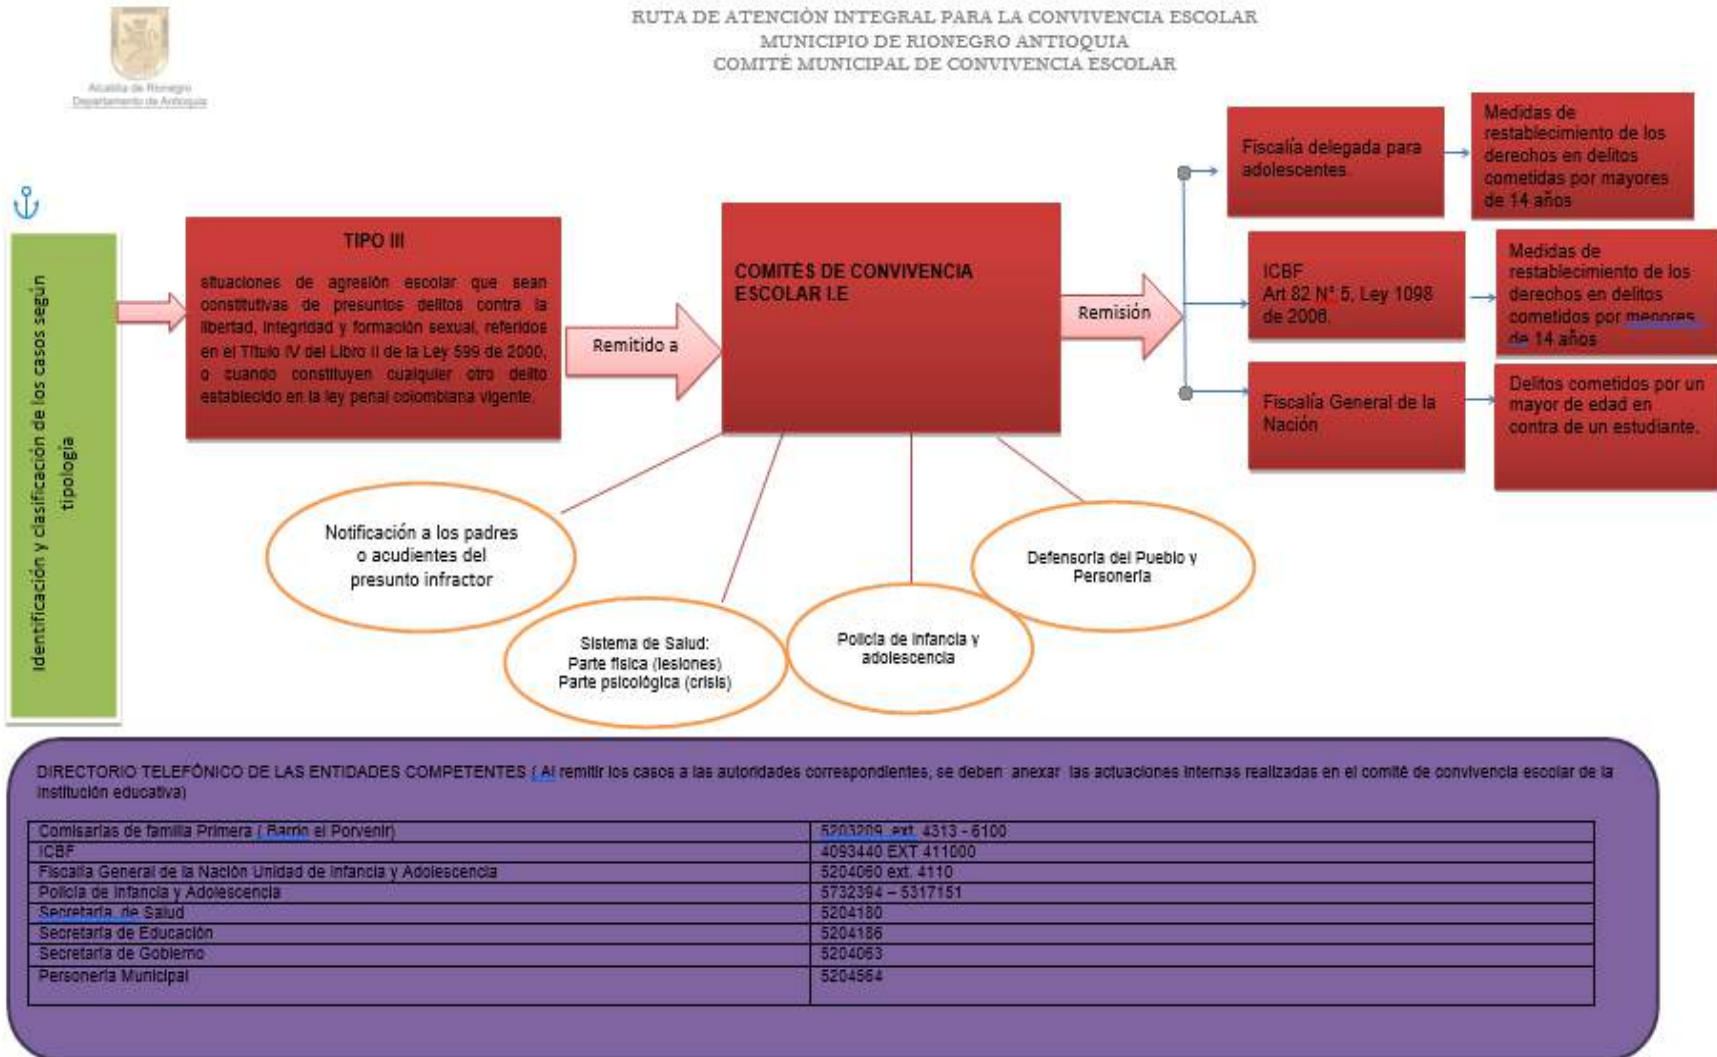 RUTA DE ATENCIÓN INTEGRAL PARA LA CONVIVENCIA ESCOLAR
MUNICIPIO DE RIONEGRO ANTIOQUIA
COMITÉ MUNICIPAL DE CONVIVENCIA ESCOLAR
Alcaldía de Rionegro
Departamento de Antioquia
Identificación y clasificación de los casos según
tipología
TIPO III
situaciones de agresión escolar que sean
constitutivas de presuntos delitos contra la
libertad, integridad y formación sexual, referidos
en el Título IV del Libro II de la Ley 599 de 2000,
o cuando constituyen cualquier otro delito
establecido en la ley penal colombiana vigente.
Remitido a
COMITÉS DE CONVIVENCIA
ESCOLAR I.E
Remisión
Fiscalía delegada para
adolescentes.
Medidas de
restablecimiento de los
derechos en delitos
cometidas por mayores
de 14 años
ICBF
Art 82 N° 5, Ley 1098
de 2006.
Medidas de
restablecimiento de los
derechos en delitos
cometidos por menores
de 14 años
Fiscalía General de la
Nación
Delitos cometidos por un
mayor de edad en
contra de un estudiante.
Notificación a los padres
o acudientes del
presunto infractor
Sistema de Salud:
Parte física (lesiones)
Parte psicológica (crisis)
Policía de infancia y
adolescencia
Defensoría del Pueblo y
Personería
DIRECTORIO TELEFÓNICO DE LAS ENTIDADES COMPETENTES ( Al remitir los casos a las autoridades correspondientes, se deben anexar las actuaciones internas realizadas en el comité de convivencia escolar de la
institución educativa)
Comisarías de familia Primera ( Barrio el Porvenir) 5203209 ext. 4313 - 6100
ICBF 4093440 EXT 411000
Fiscalía General de la Nación Unidad de Infancia y Adolescencia 5204060 ext. 4110
Policía de Infancia y Adolescencia 5732394 – 5317151
Secretaría de Salud 5204180
Secretaría de Educación 5204186
Secretaría de Gobierno 5204063
Personería Municipal 5204564